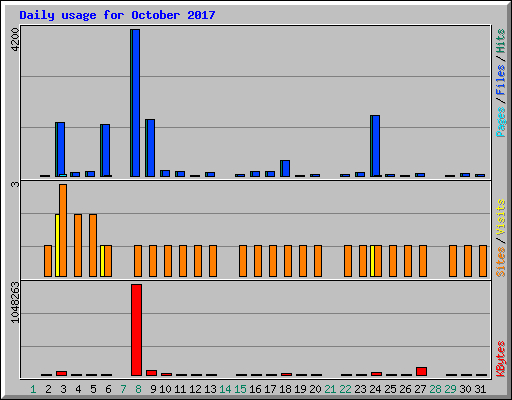 Daily usage for October 2017
4200
Pages / Files / Hits
3
Sites / Visits
1048263
KBytes
1 2 3 4 5 6 7 8 9 10 11 12 13 14 15 16 17 18 19 20 21 22 23 24 25 26 27 28 29 30 31